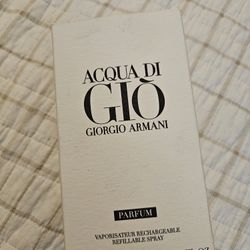 ACQUA DI
GIÒ
GIORGIO ARMANI
PARFUM
VAPORISATEUR RECHARGEABLE
REFILLABLE SPRAY